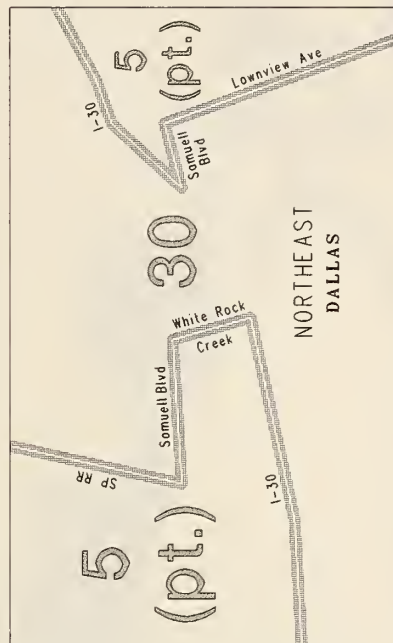 5
(pt.)
I-30
Lownview Ave
Samuell
Blvd
30
White Rock
Creek
Samuell Blvd
SP RR
5
(pt.)
I-30
NORTHEAST
DALLAS